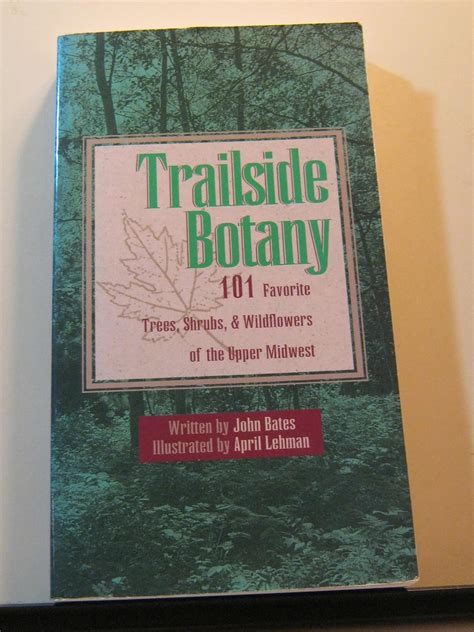 Trailside
Botany
101 Favorite
Trees, Shrubs, & Wildflowers
of the Upper Midwest
Written by John Bates
Illustrated by April Lehman